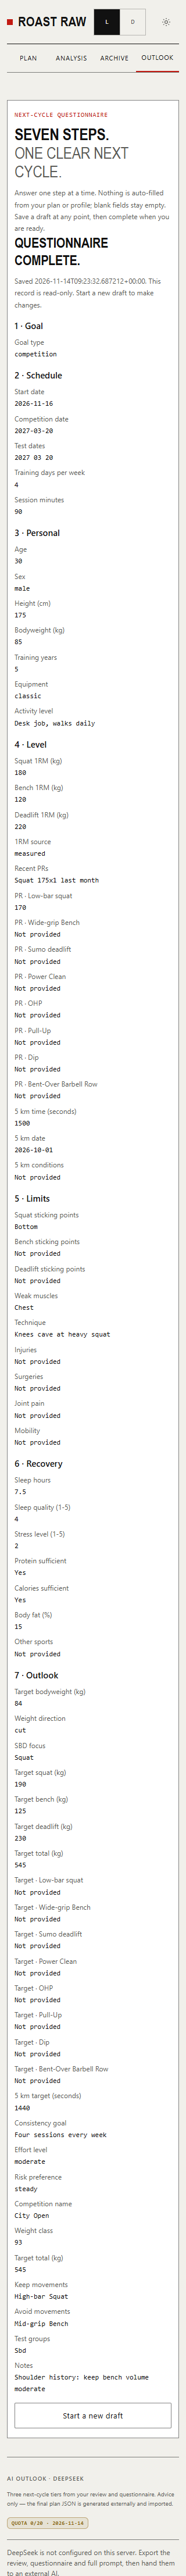 ROAST RAW
L
D
PLAN
ANALYSIS
ARCHIVE
OUTLOOK
NEXT-CYCLE QUESTIONNAIRE
SEVEN STEPS.
ONE CLEAR NEXT
CYCLE.
Answer one step at a time. Nothing is auto-filled
from your plan or profile; blank fields stay empty.
Save a draft at any point, then complete when you
are ready.
QUESTIONNAIRE
COMPLETE.
Saved 2026-11-14T09:23:32.687212+00:00. This
record is read-only. Start a new draft to make
changes.
1 · Goal
Goal type
competition
2 · Schedule
Start date
2026-11-16
Competition date
2027-03-20
Test dates
2027 03 20
Training days per week
4
Session minutes
90
3 · Personal
Age
30
Sex
male
Height (cm)
175
Bodyweight (kg)
85
Training years
5
Equipment
classic
Activity level
Desk job, walks daily
4 · Level
Squat 1RM (kg)
180
Bench 1RM (kg)
120
Deadlift 1RM (kg)
220
1RM source
measured
Recent PRs
Squat 175x1 last month
PR · Low-bar squat
170
PR · Wide-grip Bench
Not provided
PR · Sumo deadlift
Not provided
PR · Power Clean
Not provided
PR · OHP
Not provided
PR · Pull-Up
Not provided
PR · Dip
Not provided
PR · Bent-Over Barbell Row
Not provided
5 km time (seconds)
1500
5 km date
2026-10-01
5 km conditions
Not provided
5 · Limits
Squat sticking points
Bottom
Bench sticking points
Not provided
Deadlift sticking points
Not provided
Weak muscles
Chest
Technique
Knees cave at heavy squat
Injuries
Not provided
Surgeries
Not provided
Joint pain
Not provided
Mobility
Not provided
6 · Recovery
Sleep hours
7.5
Sleep quality (1-5)
4
Stress level (1-5)
2
Protein sufficient
Yes
Calories sufficient
Yes
Body fat (%)
15
Other sports
Not provided
7 · Outlook
Target bodyweight (kg)
84
Weight direction
cut
SBD focus
Squat
Target squat (kg)
190
Target bench (kg)
125
Target deadlift (kg)
230
Target total (kg)
545
Target · Low-bar squat
Not provided
Target · Wide-grip Bench
Not provided
Target · Sumo deadlift
Not provided
Target · Power Clean
Not provided
Target · OHP
Not provided
Target · Pull-Up
Not provided
Target · Dip
Not provided
Target · Bent-Over Barbell Row
Not provided
5 km target (seconds)
1440
Consistency goal
Four sessions every week
Effort level
moderate
Risk preference
steady
Competition name
City Open
Weight class
93
Target total (kg)
545
Keep movements
High-bar Squat
Avoid movements
Mid-grip Bench
Test groups
Sbd
Notes
Shoulder history: keep bench volume
moderate
Start a new draft
AI OUTLOOK · DEEPSEEK
Three next-cycle tiers from your review and questionnaire. Advice
only — the final plan JSON is generated externally and imported.
QUOTA 0/20 · 2026-11-14
DeepSeek is not configured on this server. Export the
review, questionnaire and full prompt, then hand them
to an external AI.